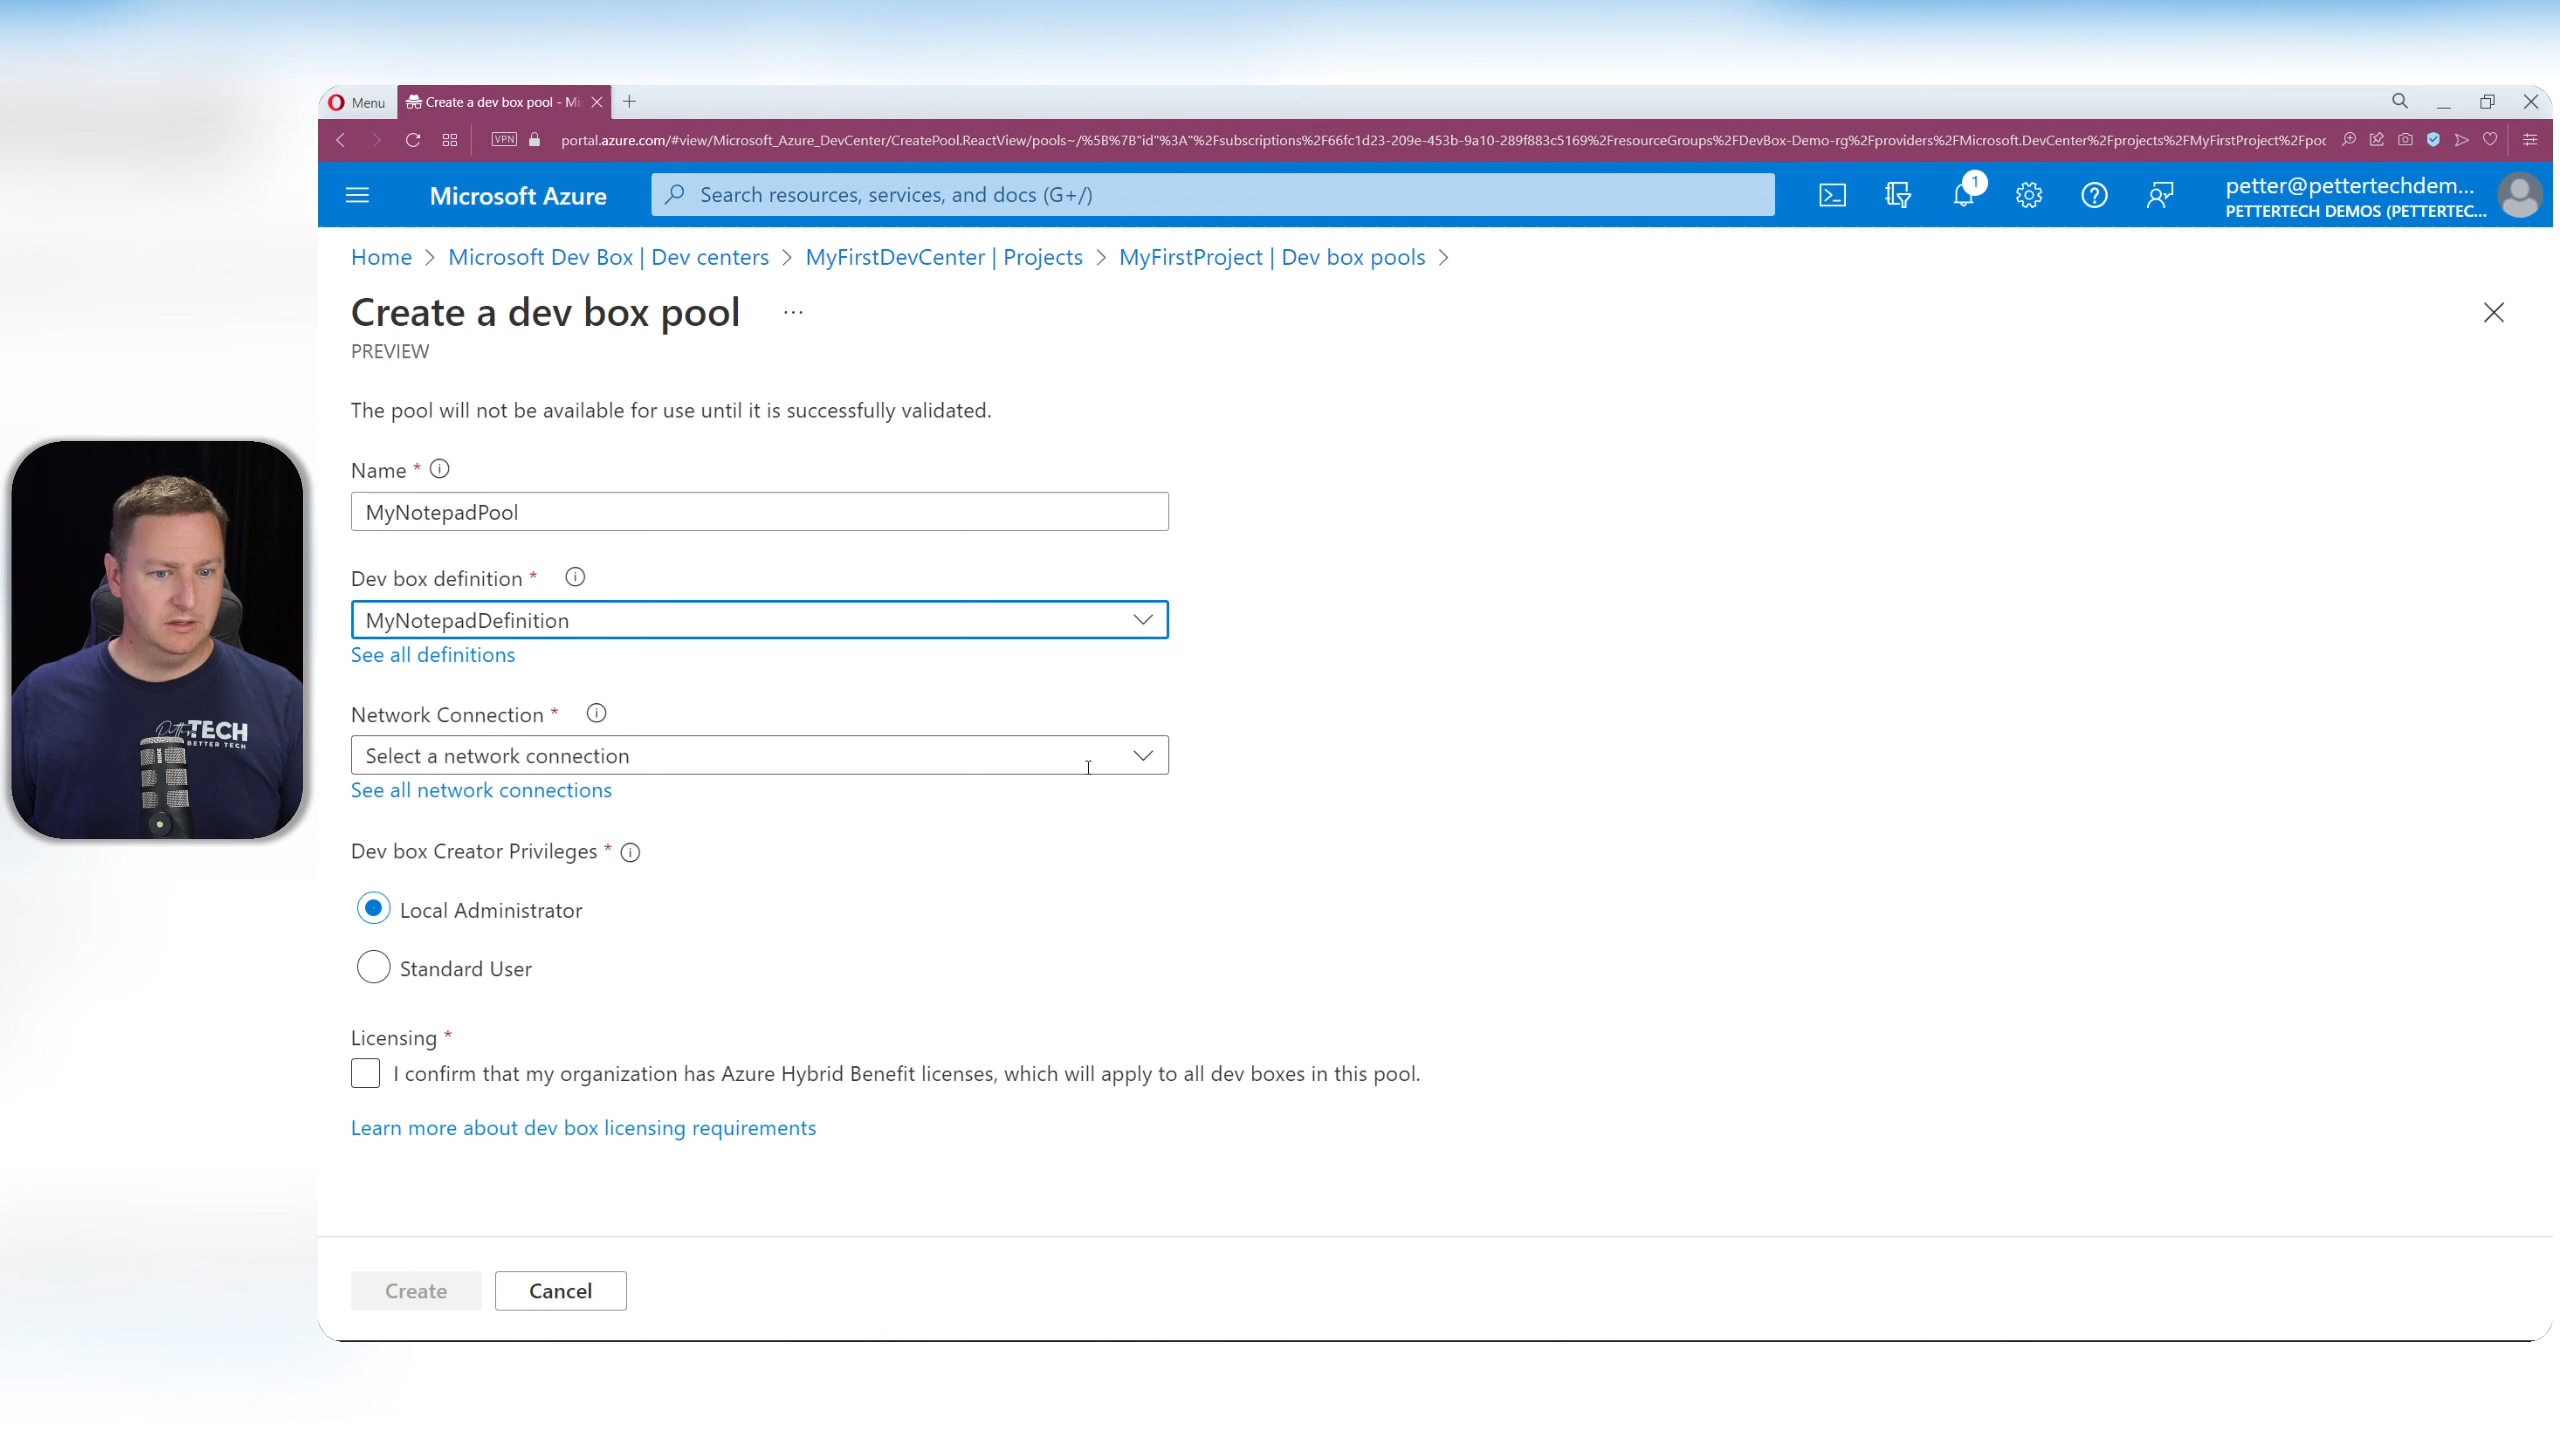 Menu
Create a dev box pool - Mi
VPN
portal.azure.com/#view/Microsoft_Azure_DevCenter/CreatePool.ReactView/pools~/%5B%7B"id"%3A"%2Fsubscriptions%2F66fc1d23-209e-453b-9a10-289f883c5169%2FresourceGroups%2FDevBox-Demo-rg%2Fproviders%2FMicrosoft.DevCenter%2Fprojects%2FMyFirstProject%2Fpoo
Microsoft Azure
Search resources, services, and docs (G+/)
1
petter@pettertechdem...
PETTERTECH DEMOS (PETTERTEC...
Home > Microsoft Dev Box | Dev centers > MyFirstDevCenter | Projects > MyFirstProject | Dev box pools >
Create a dev box pool ...
PREVIEW
The pool will not be available for use until it is successfully validated.
Name *
MyNotepadPool
Dev box definition *
MyNotepadDefinition
See all definitions
Network Connection *
Select a network connection
See all network connections
Dev box Creator Privileges *
Local Administrator
Standard User
Licensing *
I confirm that my organization has Azure Hybrid Benefit licenses, which will apply to all dev boxes in this pool.
Learn more about dev box licensing requirements
Create
Cancel
Petter.TECH
BETTER TECH